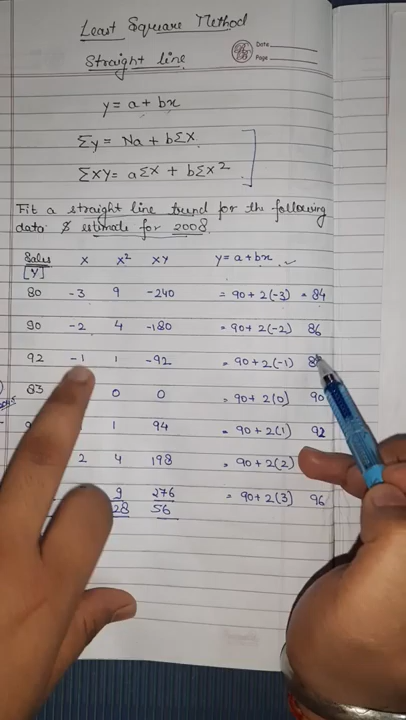 Least Square Method
Date
Page
Straight line
y = a + bx
Σy = Na + bΣx
ΣXY = aΣX + bΣX²
Fit a straight line trend for the following
data & estimate for 2008.
Sales [Y] X X² XY y = a + bx ✓
80 -3 9 -240 = 90+2(-3) = 84
90 -2 4 -180 = 90+2(-2) 86
92 -1 1 -92 = 90+2(-1)
83 0 0 = 90+2(0) 90
1 94 = 90+2(1) 92
2 4 198 = 90+2(2)
9 276 = 90+2(3) 96
28 56